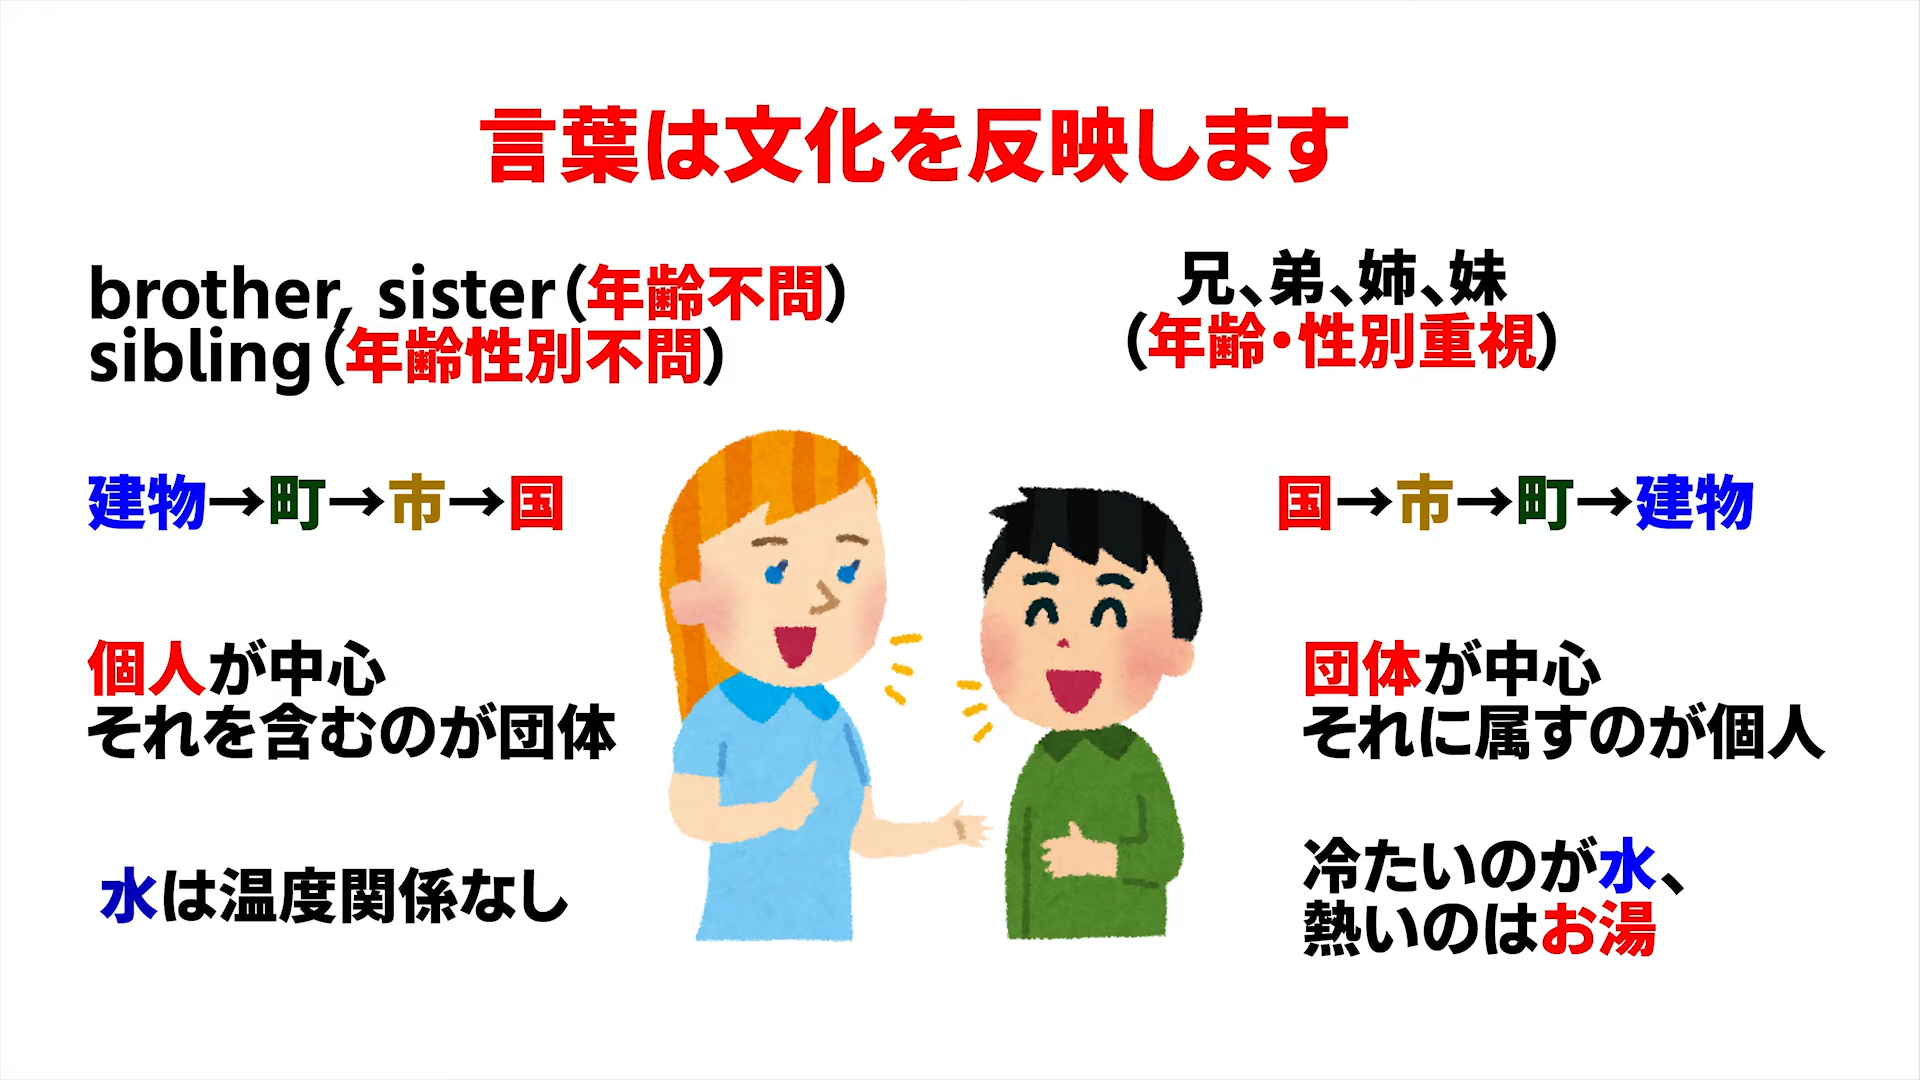 言葉は文化を反映します
brother, sister(年齢不問)
sibling(年齢性別不問)
兄、弟、姉、妹
(年齢・性別重視)
建物→町→市→国
国→市→町→建物
個人が中心
それを含むのが団体
団体が中心
それに属すのが個人
水は温度関係なし
冷たいのが水、
熱いのはお湯